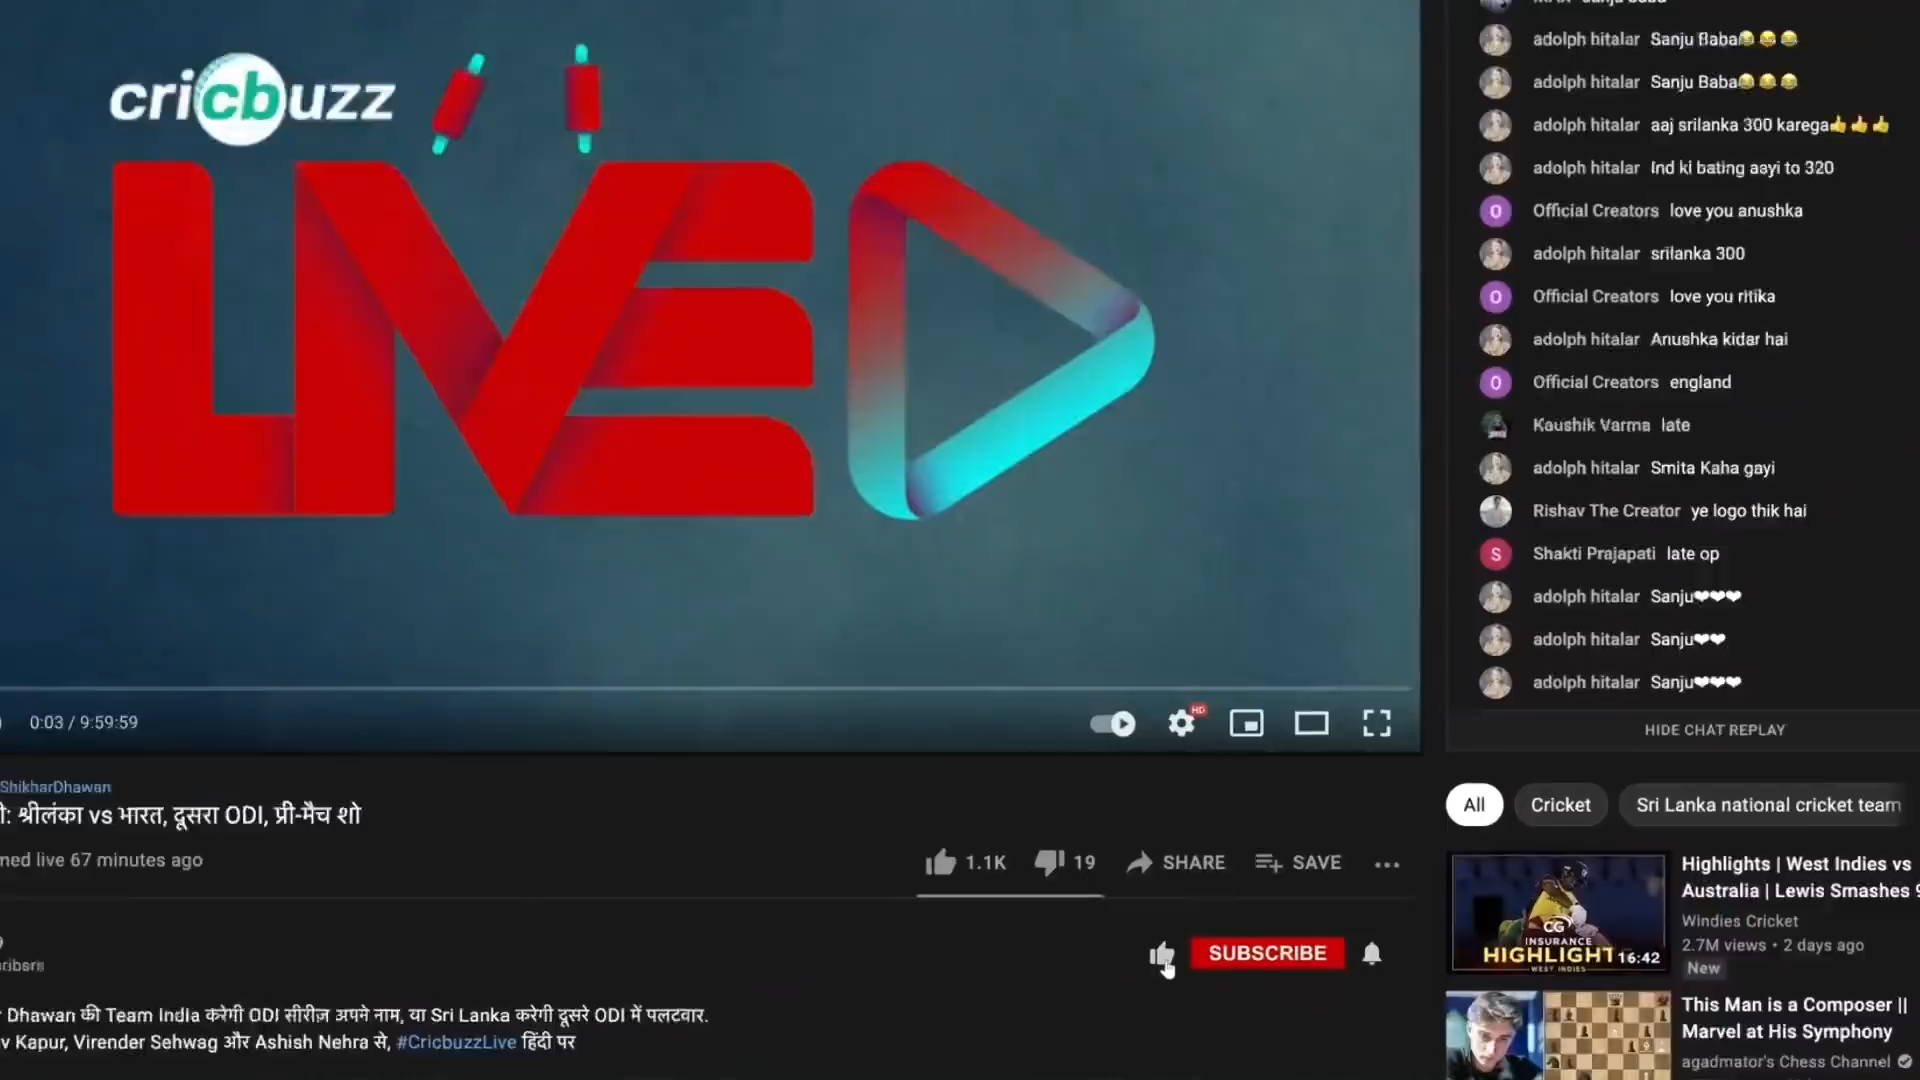 cricbuzz
LIVE
0:03 / 9:59:59
HD
ShikharDhawan
श्रीलंका vs भारत, दूसरा ODI, प्री-मैच शो
live 67 minutes ago
1.1K
19
SHARE
SAVE
SUBSCRIBE
Dhawan की Team India करेगी ODI सीरीज़ अपने नाम, या Sri Lanka करेगी दूसरे ODI में पलटवार.
Kapur, Virender Sehwag और Ashish Nehra से, #CricbuzzLive हिंदी पर
adolph hitalar Sanju Baba😂😂😂
adolph hitalar Sanju Baba😂😂😂
adolph hitalar aaj srilanka 300 karega👍👍👍
adolph hitalar Ind ki bating aayi to 320
O Official Creators love you anushka
adolph hitalar srilanka 300
O Official Creators love you ritika
adolph hitalar Anushka kidar hai
O Official Creators england
Kaushik Varma late
adolph hitalar Smita Kaha gayi
Rishav The Creator ye logo thik hai
S Shakti Prajapati late op
adolph hitalar Sanju❤❤❤
adolph hitalar Sanju❤❤
adolph hitalar Sanju❤❤❤
HIDE CHAT REPLAY
All
Cricket
Sri Lanka national cricket team
CG
INSURANCE
HIGHLIGHT
WEST INDIES
16:42
Highlights | West Indies vs
Australia | Lewis Smashes
Windies Cricket
2.7M views • 2 days ago
New
This Man is a Composer ||
Marvel at His Symphony
agadmator's Chess Channel